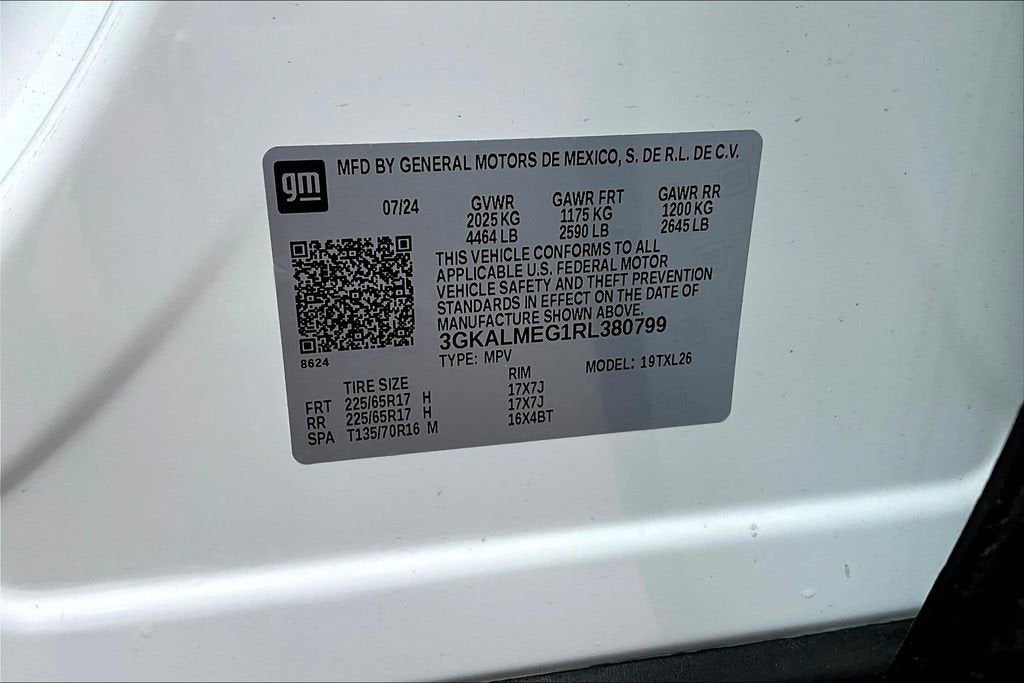 gm
MFD BY GENERAL MOTORS DE MEXICO, S. DE R.L. DE C.V.
07/24
GVWR
2025 KG
4464 LB
GAWR FRT
1175 KG
2590 LB
GAWR RR
1200 KG
2645 LB
THIS VEHICLE CONFORMS TO ALL
APPLICABLE U.S. FEDERAL MOTOR
VEHICLE SAFETY AND THEFT PREVENTION
STANDARDS IN EFFECT ON THE DATE OF
MANUFACTURE SHOWN ABOVE.
3GKALMEG1RL380799
8624
TYPE: MPV
MODEL: 19TXL26
TIRE SIZE
RIM
FRT 225/65R17 H 17X7J
RR 225/65R17 H 17X7J
SPA T135/70R16 M 16X4BT